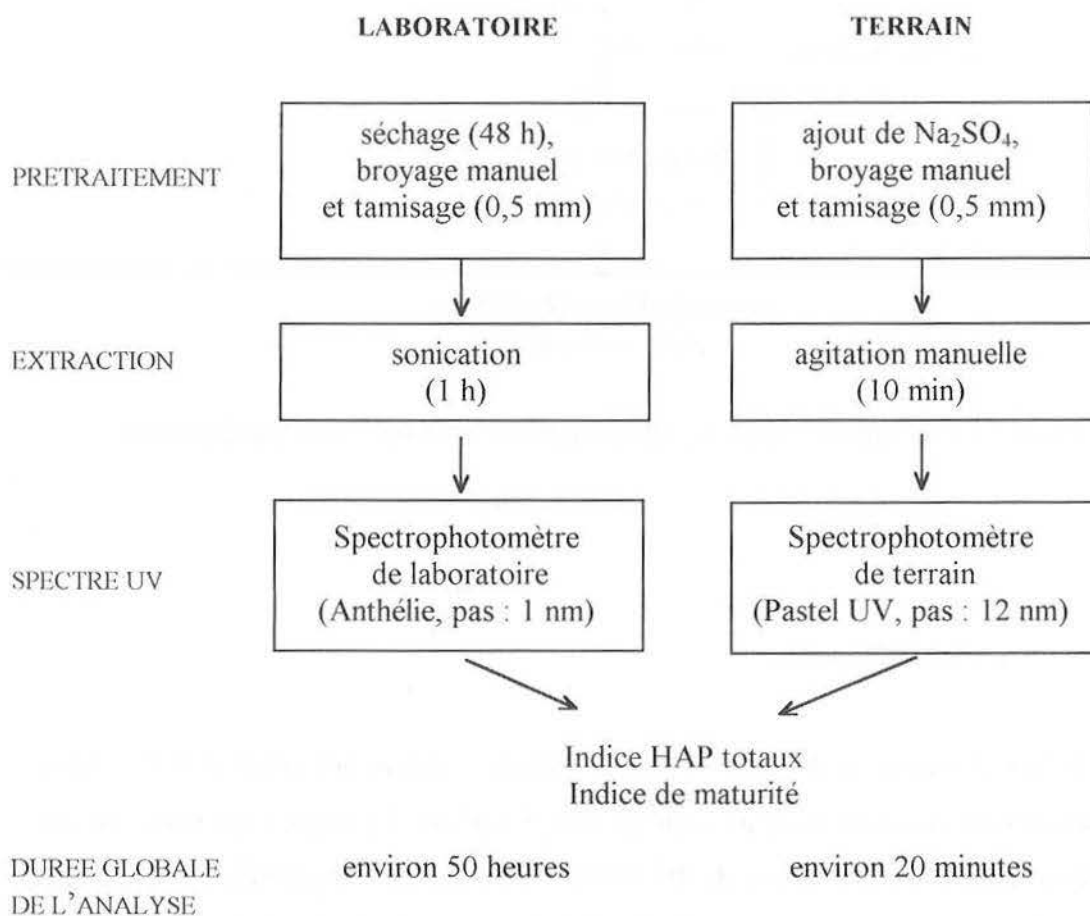 LABORATOIRE TERRAIN
PRETRAITEMENT
séchage (48 h),
broyage manuel
et tamisage (0,5 mm)
ajout de Na₂SO₄,
broyage manuel
et tamisage (0,5 mm)
EXTRACTION
sonication
(1 h)
agitation manuelle
(10 min)
SPECTRE UV
Spectrophotomètre
de laboratoire
(Anthélie, pas : 1 nm)
Spectrophotomètre
de terrain
(Pastel UV, pas : 12 nm)
Indice HAP totaux
Indice de maturité
DUREE GLOBALE
DE L'ANALYSE
environ 50 heures
environ 20 minutes